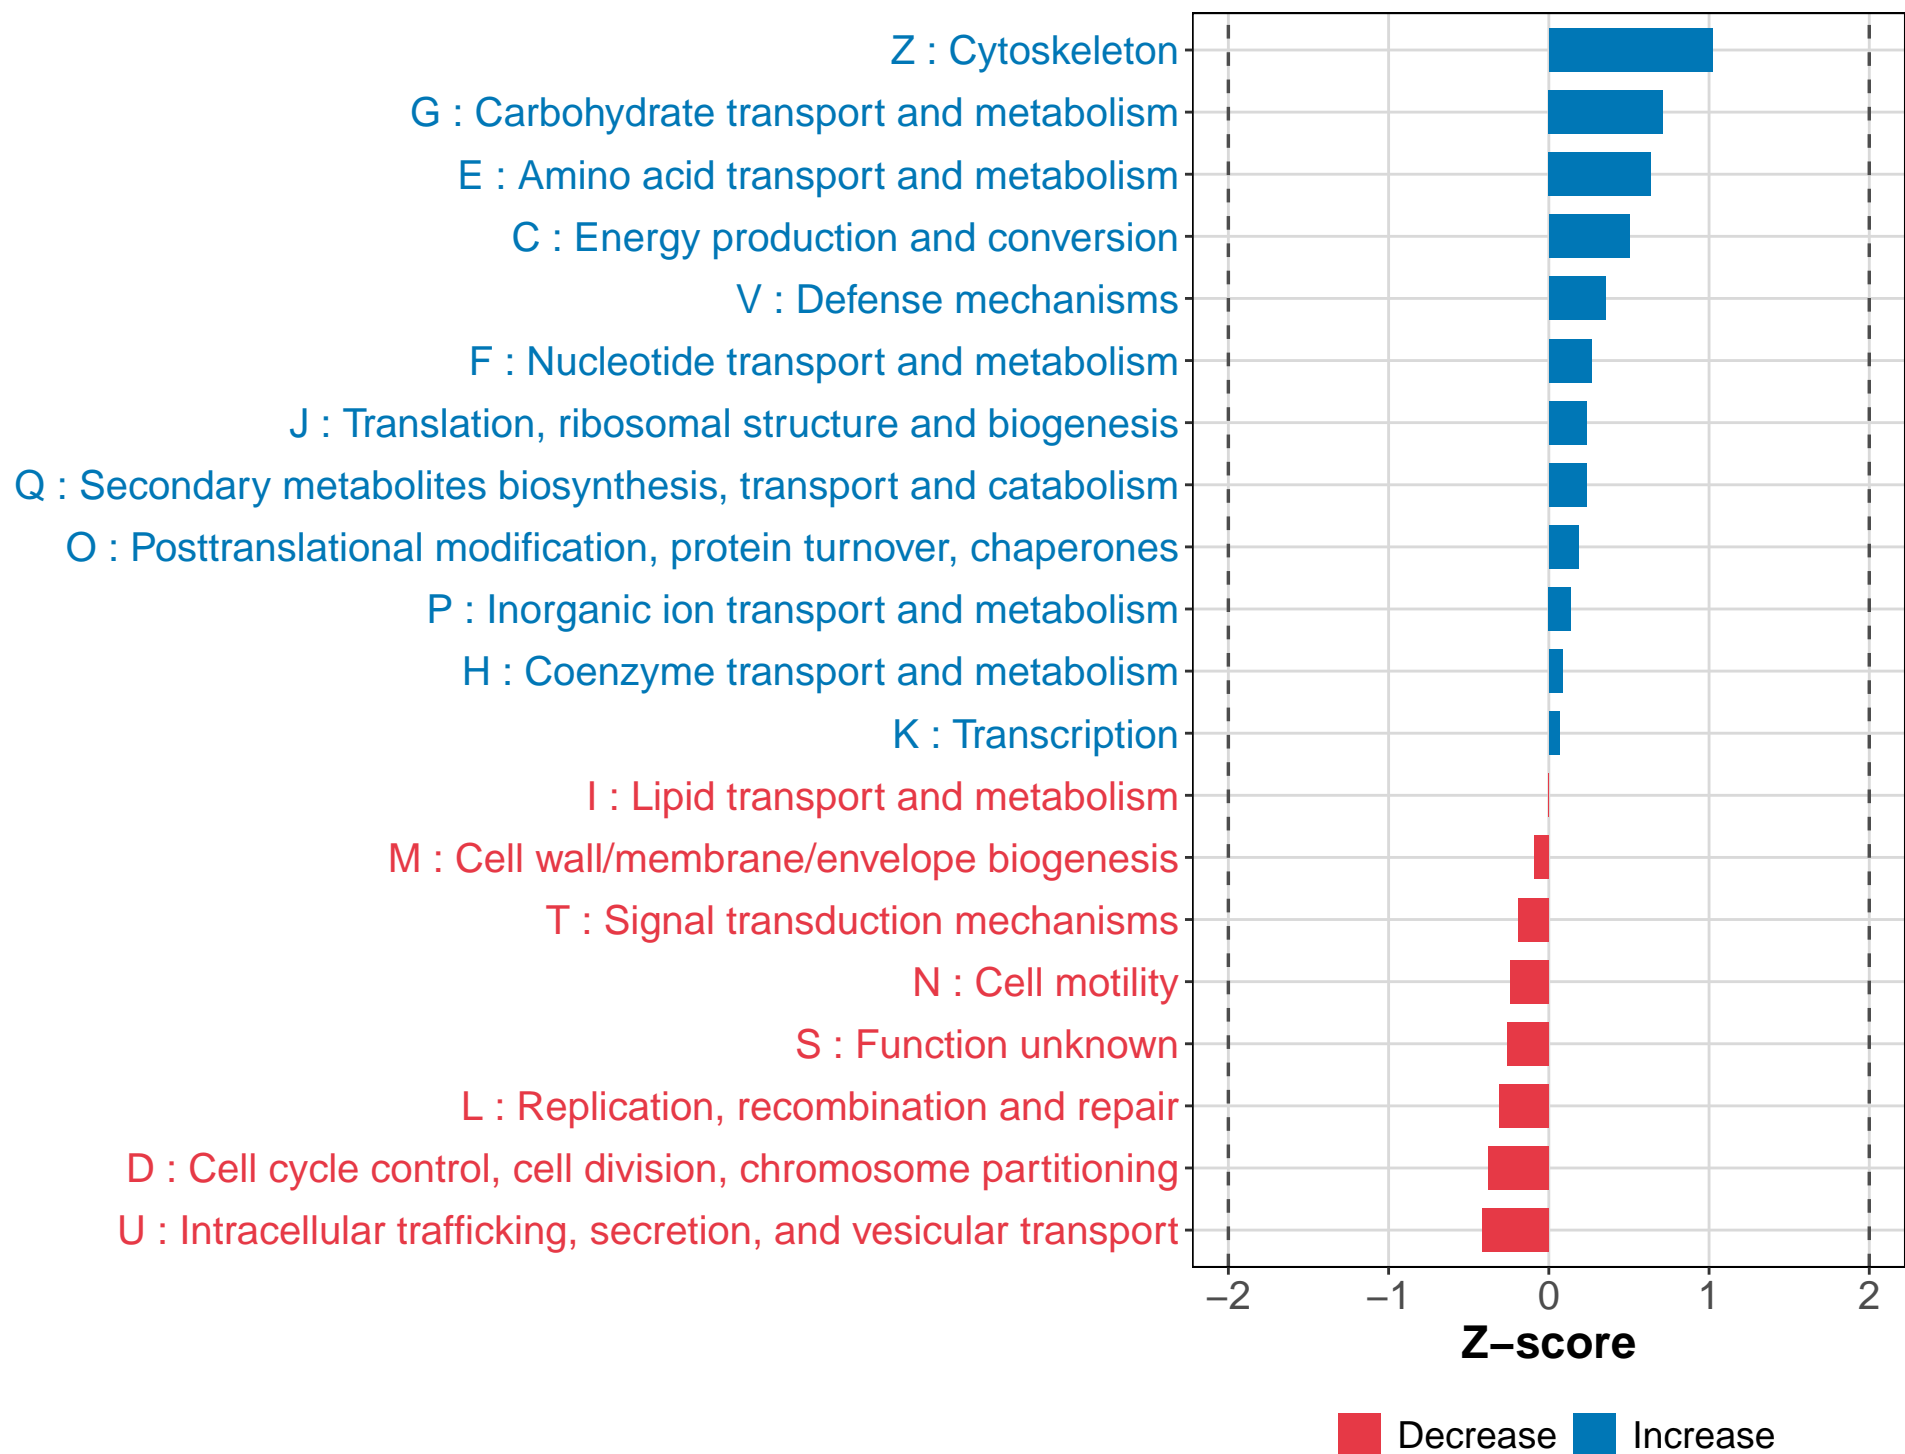 Z : Cytoskeleton
G : Carbohydrate transport and metabolism
E : Amino acid transport and metabolism
C : Energy production and conversion
V : Defense mechanisms
F : Nucleotide transport and metabolism
J : Translation, ribosomal structure and biogenesis
Q : Secondary metabolites biosynthesis, transport and catabolism
O : Posttranslational modification, protein turnover, chaperones
P : Inorganic ion transport and metabolism
H : Coenzyme transport and metabolism
K : Transcription
I : Lipid transport and metabolism
M : Cell wall/membrane/envelope biogenesis
T : Signal transduction mechanisms
N : Cell motility
S : Function unknown
L : Replication, recombination and repair
D : Cell cycle control, cell division, chromosome partitioning
U : Intracellular trafficking, secretion, and vesicular transport
−2 −1 0 1 2
Z−score
Decrease Increase